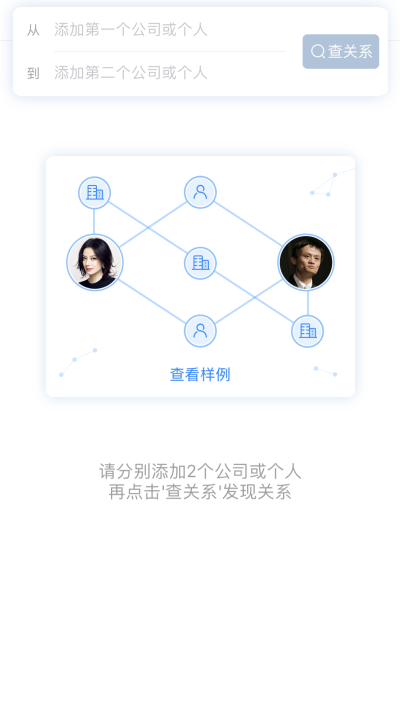 从 添加第一个公司或个人
查关系
到 添加第二个公司或个人
查看样例
请分别添加2个公司或个人
再点击'查关系'发现关系